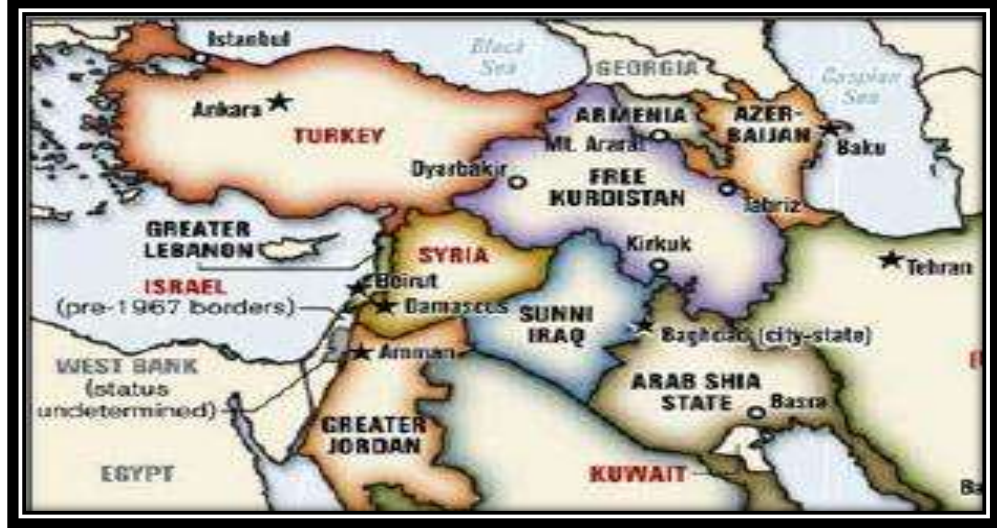 Istanbul
Black
Sea
GEORGIA
Caspian
Sea
Ankara
TURKEY
ARMENIA
AZER-
BAIJAN
Mt. Ararat
Baku
Dyarbakir
FREE
KURDISTAN
Tabriz
GREATER
LEBANON
SYRIA
Kirkuk
Tehran
ISRAEL
(pre-1967 borders)
Beirut
Damascus
SUNNI
IRAQ
Baghdad (city-state)
WEST BANK
(status
undetermined)
Amman
ARAB SHIA
STATE
Basra
GREATER
JORDAN
EGYPT
KUWAIT